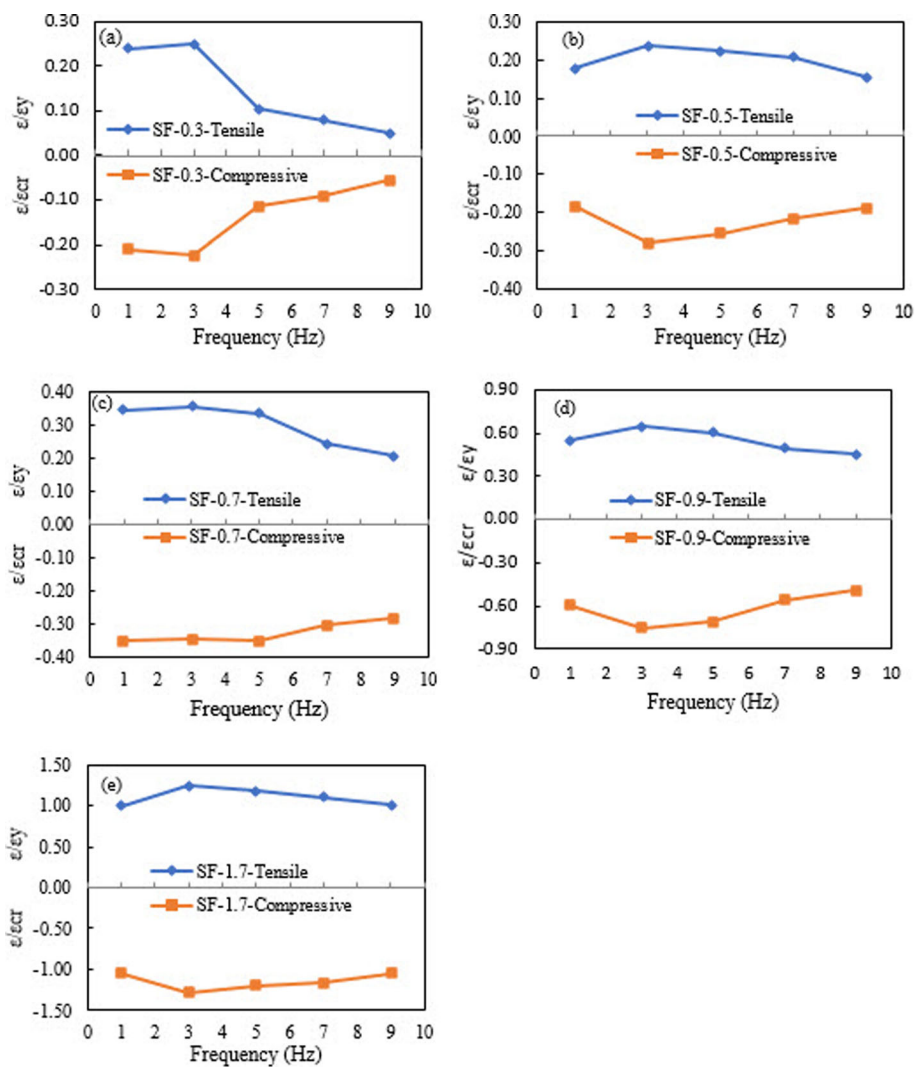 (a)
0.30
0.20
0.10
0.00
-0.10
-0.20
-0.30
ε/εy
ε/εcr
SF-0.3-Tensile
SF-0.3-Compressive
0 1 2 3 4 5 6 7 8 9 10
Frequency (Hz)
(b)
0.30
0.20
0.10
0.00
-0.10
-0.20
-0.30
-0.40
ε/εy
ε/εcr
SF-0.5-Tensile
SF-0.5-Compressive
0 1 2 3 4 5 6 7 8 9 10
Frequency (Hz)
(c)
0.40
0.30
0.20
0.10
0.00
-0.10
-0.20
-0.30
-0.40
ε/εy
ε/εcr
SF-0.7-Tensile
SF-0.7-Compressive
0 1 2 3 4 5 6 7 8 9 10
Frequency (Hz)
(d)
0.90
0.60
0.30
0.00
-0.30
-0.60
-0.90
ε/εy
ε/εcr
SF-0.9-Tensile
SF-0.9-Compressive
0 1 2 3 4 5 6 7 8 9 10
Frequency (Hz)
(e)
1.50
1.00
0.50
0.00
-0.50
-1.00
-1.50
ε/εy
ε/εcr
SF-1.7-Tensile
SF-1.7-Compressive
0 1 2 3 4 5 6 7 8 9 10
Frequency (Hz)